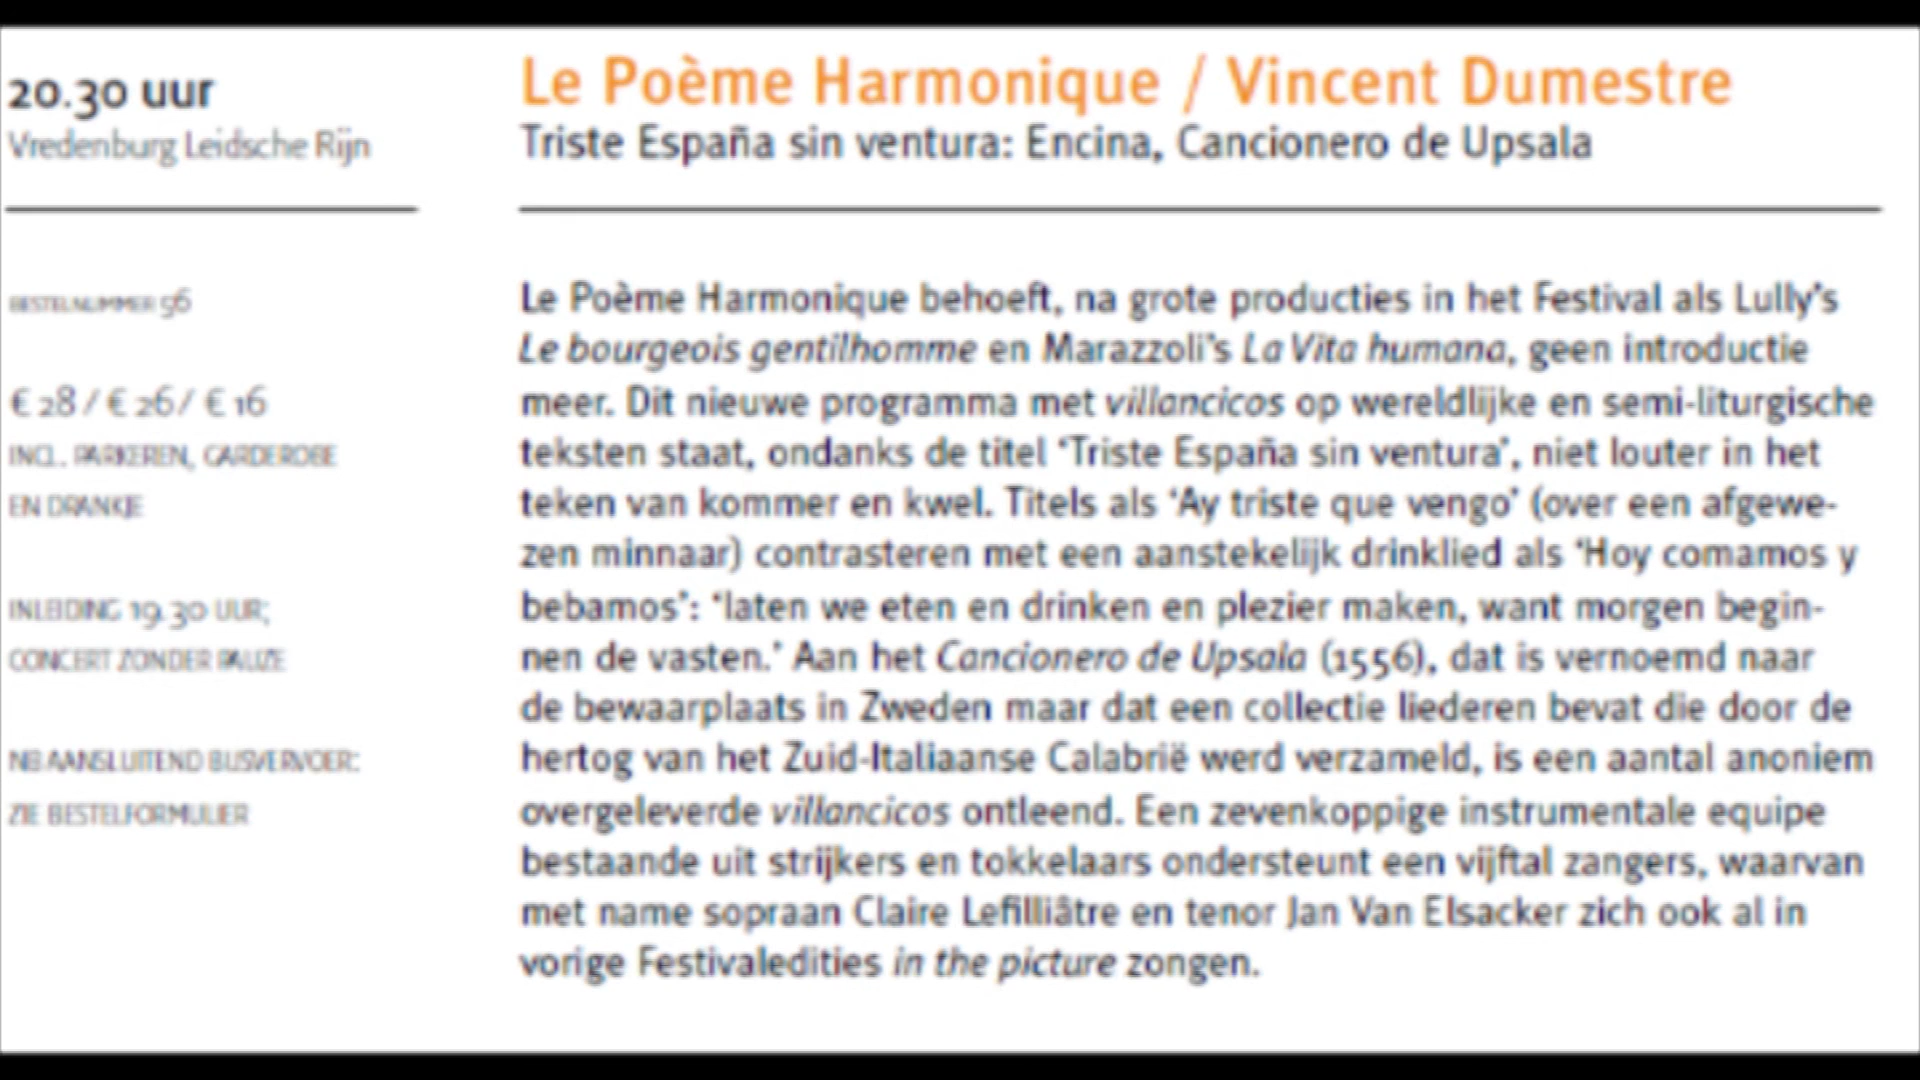 20.30 uur
Vredenburg Leidsche Rijn
BESTELNUMMER 56
€ 28 / € 26 / € 16
INCL. PARKEREN, GARDEROBE
EN DRANKJE
INLEIDING 19.30 UUR;
CONCERT ZONDER PAUZE
NB AANSLUITEND BUSVERVOER:
ZIE BESTELFORMULIER
Le Poème Harmonique / Vincent Dumestre
Triste España sin ventura: Encina, Cancionero de Upsala
Le Poème Harmonique behoeft, na grote producties in het Festival als Lully’s
Le bourgeois gentilhomme en Marazzoli’s La Vita humana, geen introductie
meer. Dit nieuwe programma met villancicos op wereldlijke en semi-liturgische
teksten staat, ondanks de titel ‘Triste España sin ventura’, niet louter in het
teken van kommer en kwel. Titels als ‘Ay triste que vengo’ (over een afgewe-
zen minnaar) contrasteren met een aanstekelijk drinklied als ‘Hoy comamos y
bebamos’: ‘laten we eten en drinken en plezier maken, want morgen begin-
nen de vasten.’ Aan het Cancionero de Upsala (1556), dat is vernoemd naar
de bewaarplaats in Zweden maar dat een collectie liederen bevat die door de
hertog van het Zuid-Italiaanse Calabrië werd verzameld, is een aantal anoniem
overgeleverde villancicos ontleend. Een zevenkoppige instrumentale equipe
bestaande uit strijkers en tokkelaars ondersteunt een vijftal zangers, waarvan
met name sopraan Claire Lefilliâtre en tenor Jan Van Elsacker zich ook al in
vorige Festivaledities in the picture zongen.